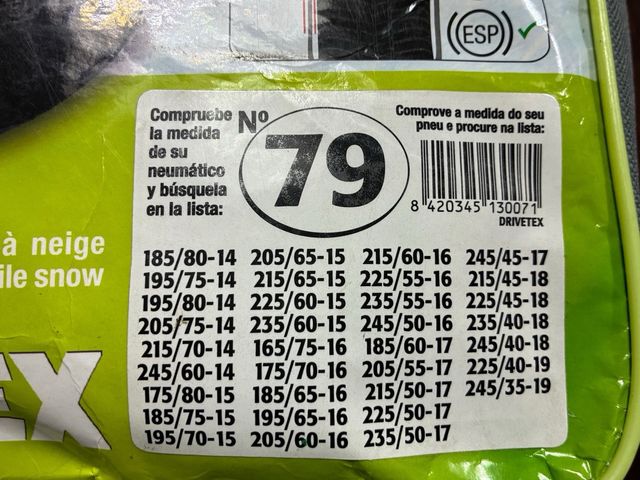 ESP
Compruebe
la medida
de su
neumático
y búsquela
en la lista:
Nº
79
Comprove a medida do seu
pneu e procure na lista:
8 420345 130071
DRIVETEX
à neige
ile snow
EX
185/80-14 205/65-15 215/60-16 245/45-17
195/75-14 215/65-15 225/55-16 215/45-18
195/80-14 225/60-15 235/55-16 225/45-18
205/75-14 235/60-15 245/50-16 235/40-18
215/70-14 165/75-16 185/60-17 245/40-18
245/60-14 175/70-16 205/55-17 225/40-19
175/80-15 185/65-16 215/50-17 245/35-19
185/75-15 195/65-16 225/50-17
195/70-15 205/60-16 235/50-17